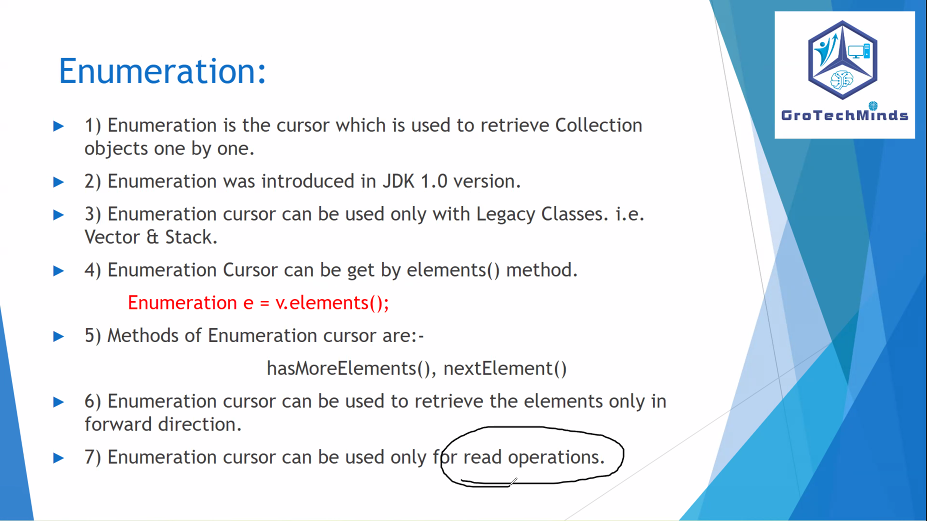 Enumeration:
GroTechMinds
► 1) Enumeration is the cursor which is used to retrieve Collection
objects one by one.
► 2) Enumeration was introduced in JDK 1.0 version.
► 3) Enumeration cursor can be used only with Legacy Classes. i.e.
Vector & Stack.
► 4) Enumeration Cursor can be get by elements() method.
Enumeration e = v.elements();
► 5) Methods of Enumeration cursor are:-
hasMoreElements(), nextElement()
► 6) Enumeration cursor can be used to retrieve the elements only in
forward direction.
► 7) Enumeration cursor can be used only for read operations.